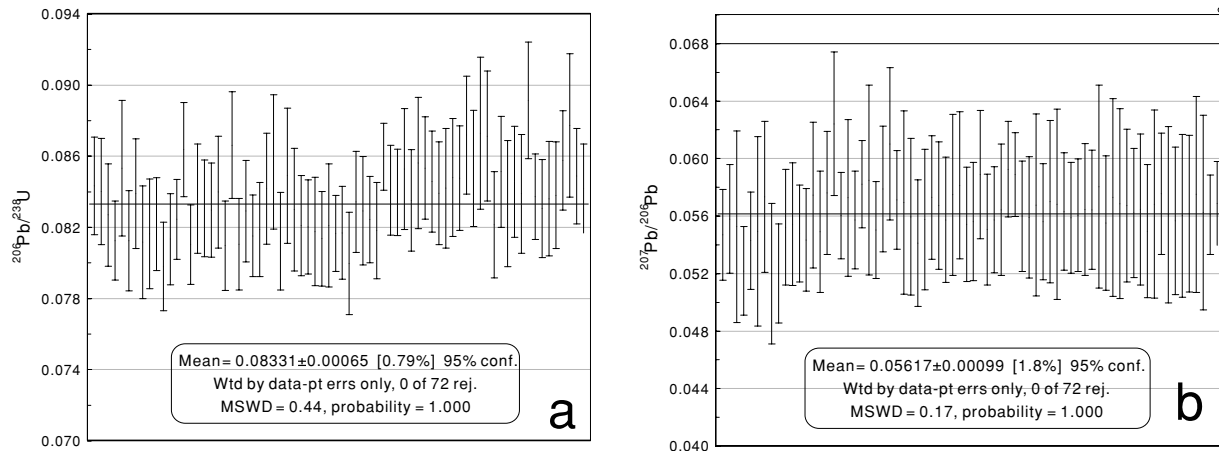 0.094
0.090
0.086
0.082
0.078
0.074
0.070
²⁰⁶Pb/²³⁸U
Mean = 0.08331±0.00065 [0.79%] 95% conf.
Wtd by data-pt errs only, 0 of 72 rej.
MSWD = 0.44, probability = 1.000
a
0.068
0.064
0.060
0.056
0.052
0.048
0.044
0.040
²⁰⁷Pb/²⁰⁶Pb
Mean = 0.05617±0.00099 [1.8%] 95% conf.
Wtd by data-pt errs only, 0 of 72 rej.
MSWD = 0.17, probability = 1.000
b